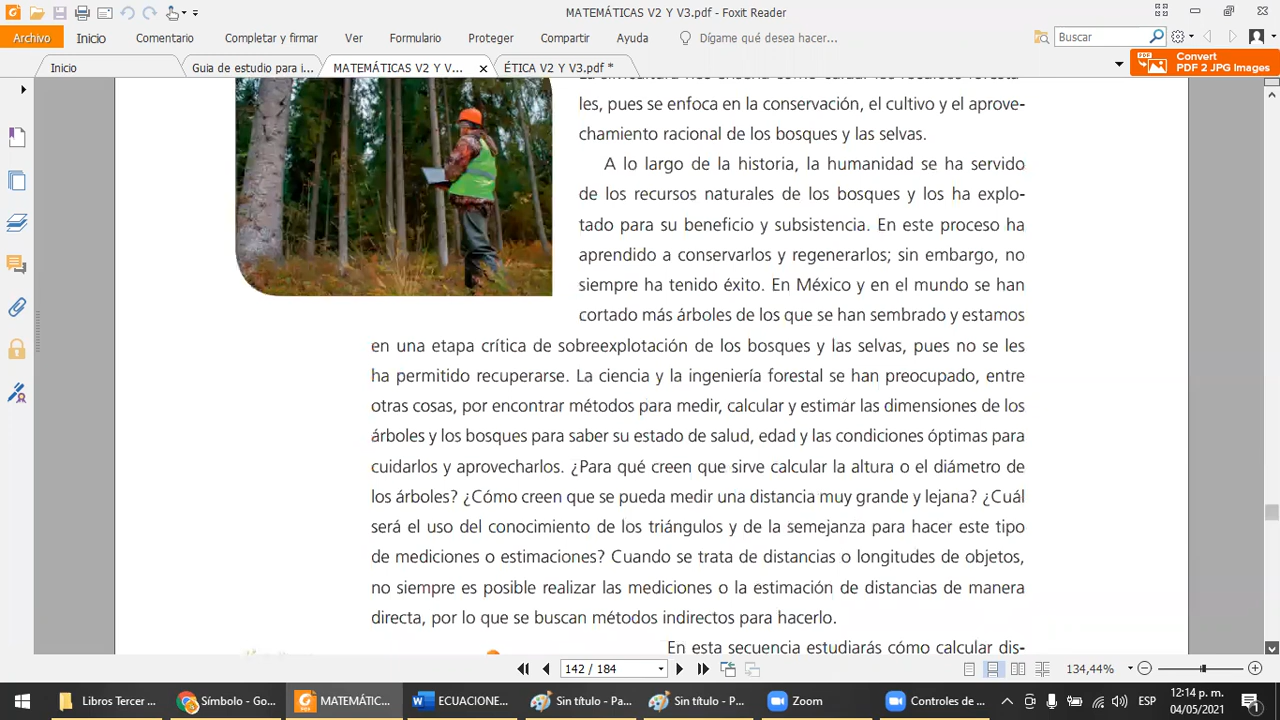 MATEMÁTICAS V2 Y V3.pdf - Foxit Reader
Archivo Inicio Comentario Completar y firmar Ver Formulario Proteger Compartir Ayuda Dígame qué desea hacer... Buscar
Inicio Guia de estudio para i... MATEMÁTICAS V2 Y V... ÉTICA V2 Y V3.pdf *
Convert
PDF 2 JPG Images
les, pues se enfoca en la conservación, el cultivo y el aprove-
chamiento racional de los bosques y las selvas.
A lo largo de la historia, la humanidad se ha servido
de los recursos naturales de los bosques y los ha explo-
tado para su beneficio y subsistencia. En este proceso ha
aprendido a conservarlos y regenerarlos; sin embargo, no
siempre ha tenido éxito. En México y en el mundo se han
cortado más árboles de los que se han sembrado y estamos
en una etapa crítica de sobreexplotación de los bosques y las selvas, pues no se les
ha permitido recuperarse. La ciencia y la ingeniería forestal se han preocupado, entre
otras cosas, por encontrar métodos para medir, calcular y estimar las dimensiones de los
árboles y los bosques para saber su estado de salud, edad y las condiciones óptimas para
cuidarlos y aprovecharlos. ¿Para qué creen que sirve calcular la altura o el diámetro de
los árboles? ¿Cómo creen que se pueda medir una distancia muy grande y lejana? ¿Cuál
será el uso del conocimiento de los triángulos y de la semejanza para hacer este tipo
de mediciones o estimaciones? Cuando se trata de distancias o longitudes de objetos,
no siempre es posible realizar las mediciones o la estimación de distancias de manera
directa, por lo que se buscan métodos indirectos para hacerlo.
En esta secuencia estudiarás cómo calcular dis-
142 / 184
134,44%
Libros Tercer ... Símbolo - Go... MATEMÁTIC... ECUACIONE... Sin título - Pa... Sin título - P... Zoom Controles de ... ESP
12:14 p. m.
04/05/2021
1